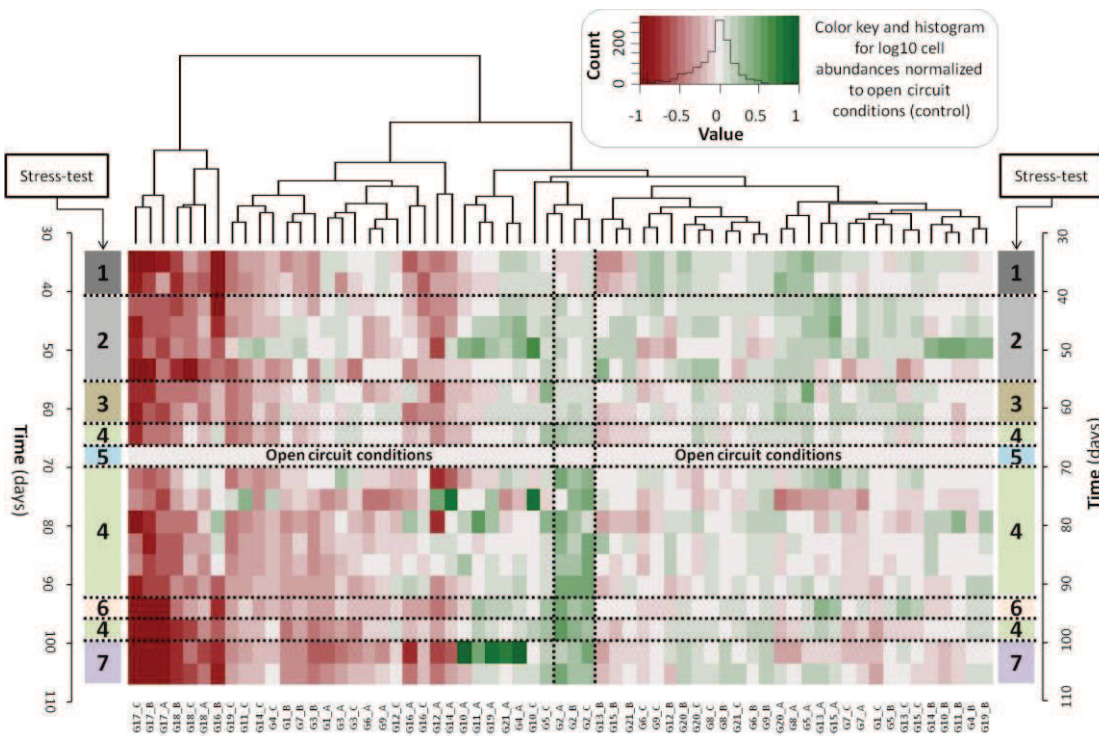 Count
200
100
0
-1 -0.5 0 0.5 1
Value
Color key and histogram
for log10 cell
abundances normalized
to open circuit
conditions (control)
Stress-test
Stress-test
30
40
50
60
70
80
90
100
110
Time (days)
1
2
3
4
5
4
6
4
7
Open circuit conditions
Open circuit conditions
1
2
3
4
5
4
6
4
7
30
40
50
60
70
80
90
100
110
Time (days)
G17_C
G17_B
G17_A
G18_B
G18_C
G18_A
G16_B
G19_C
G11_C
G14_C
G4_C
G1_B
G7_B
G3_B
G1_A
G3_A
G3_C
G6_A
G9_A
G12_C
G16_A
G16_C
G12_A
G14_A
G10_A
G11_A
G19_A
G21_A
G4_A
G10_C
G5_C
G2_A
G2_B
G2_C
G13_B
G15_B
G21_B
G6_C
G9_C
G12_B
G20_B
G20_C
G8_C
G8_B
G21_C
G6_B
G9_B
G20_A
G8_A
G5_A
G13_A
G15_A
G7_C
G7_A
G1_C
G5_B
G13_C
G15_C
G14_B
G10_B
G11_B
G4_B
G19_B